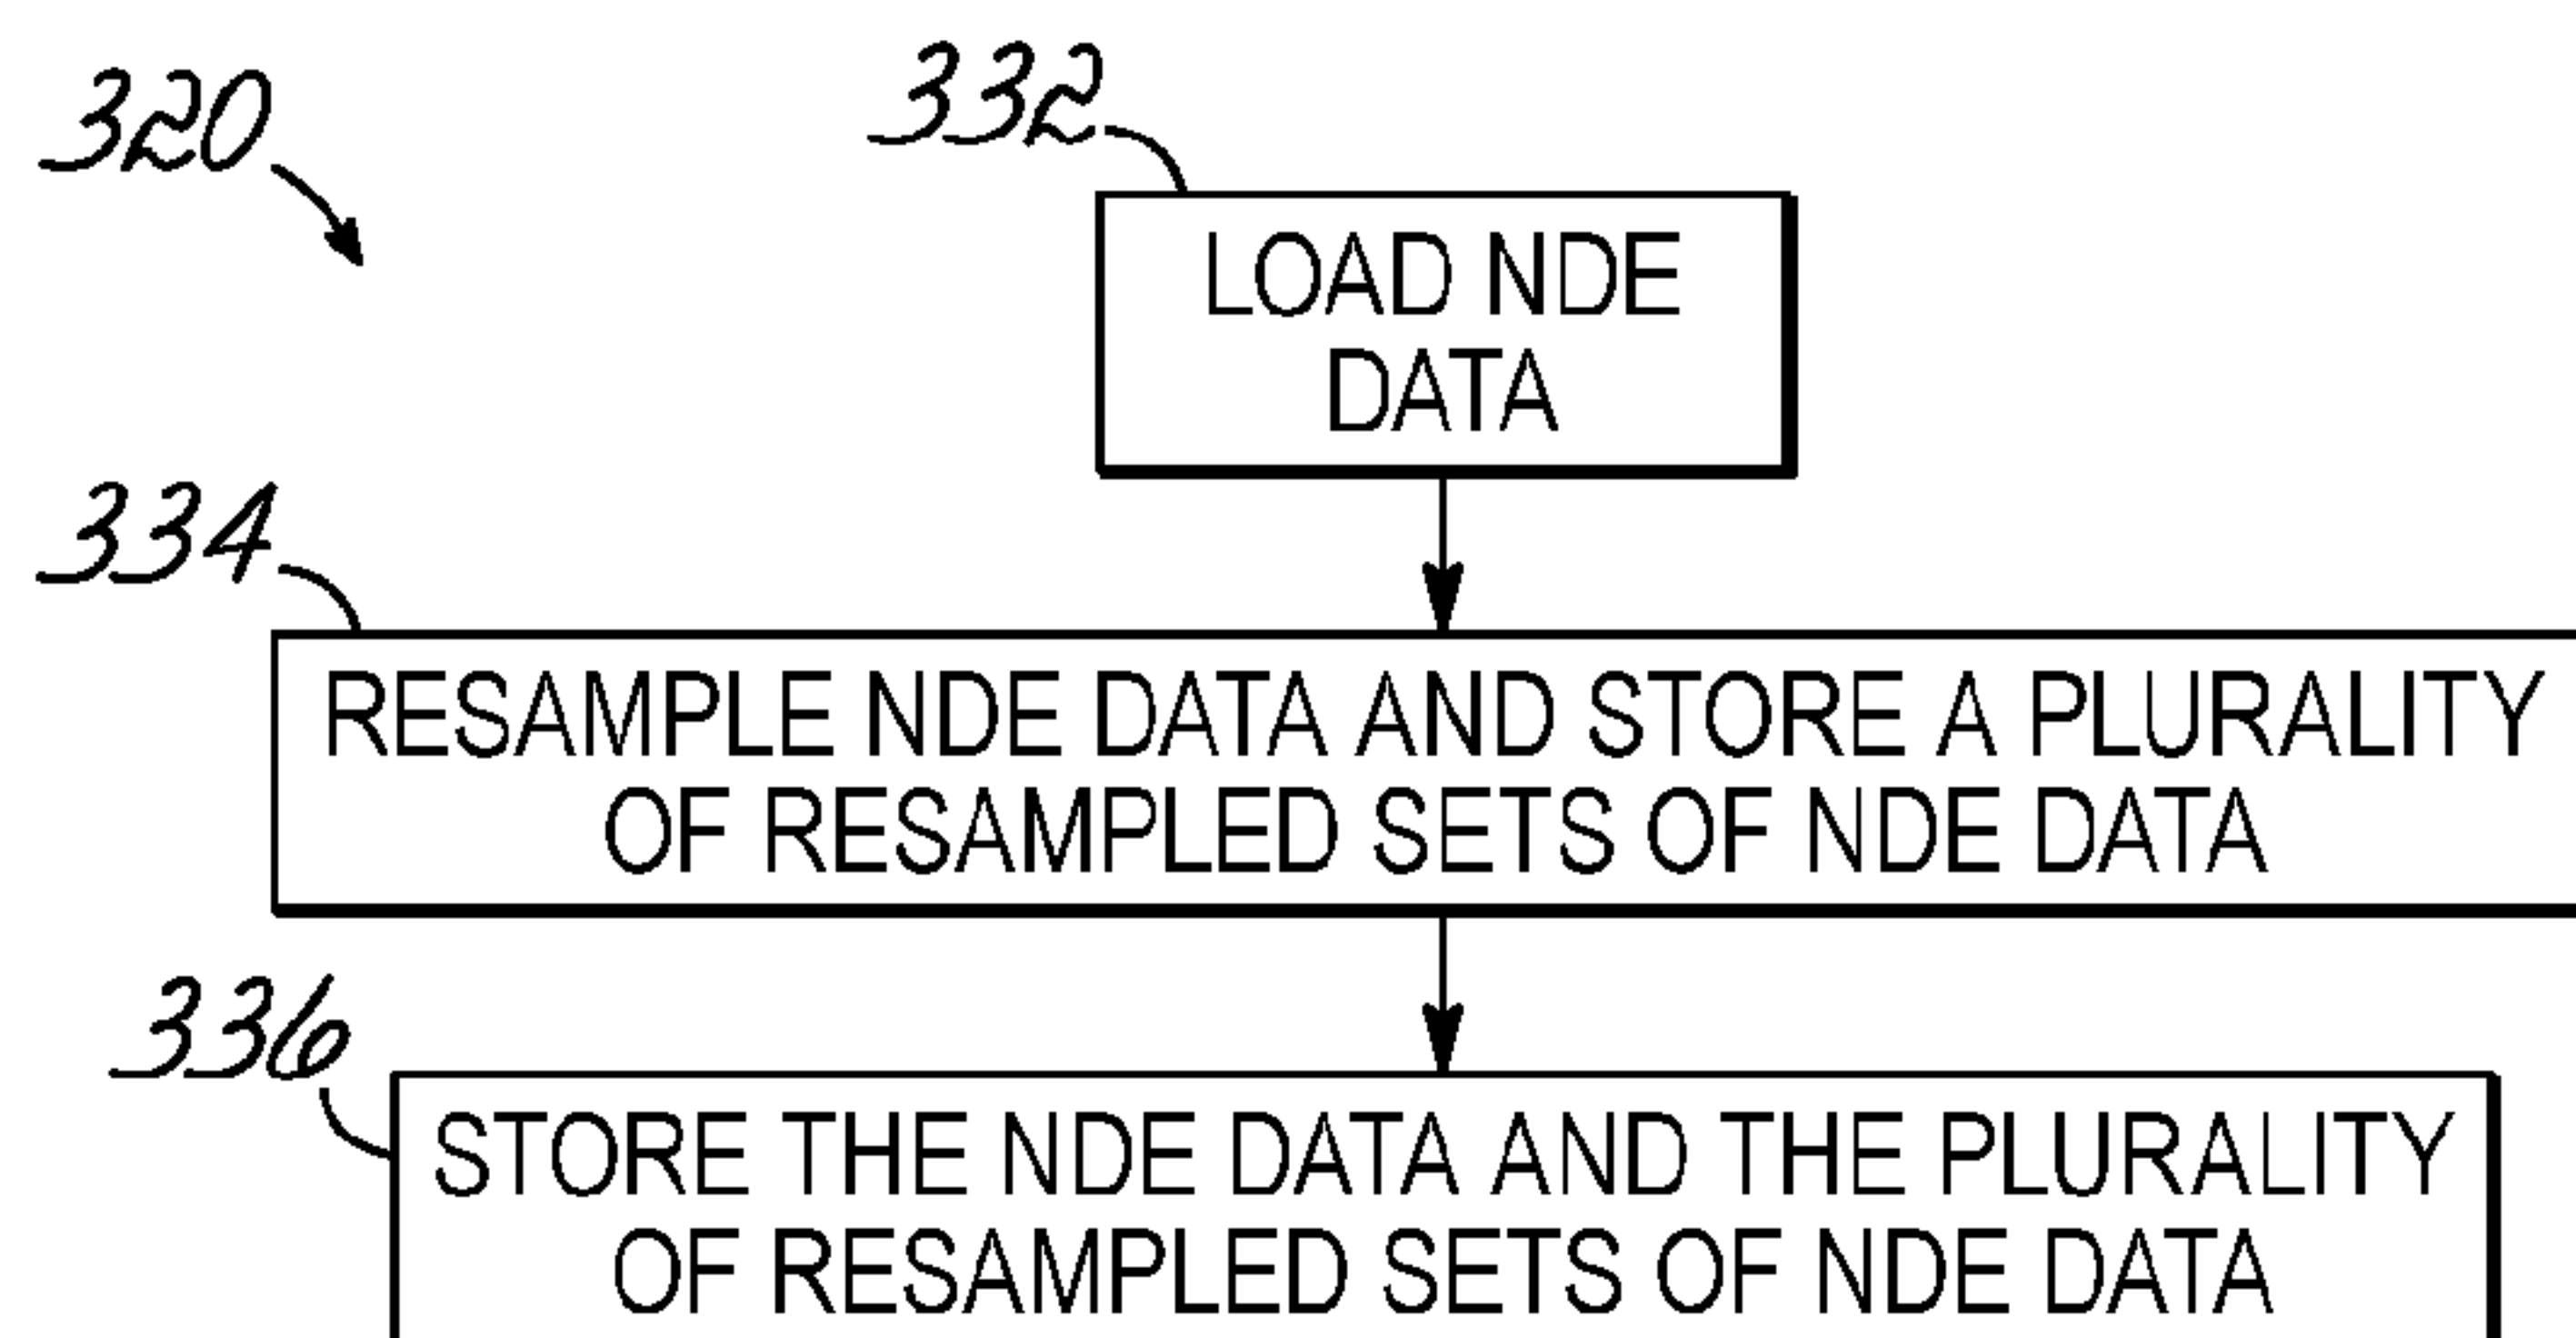 320
332
LOAD NDE
DATA
334
RESAMPLE NDE DATA AND STORE A PLURALITY
OF RESAMPLED SETS OF NDE DATA
336
STORE THE NDE DATA AND THE PLURALITY
OF RESAMPLED SETS OF NDE DATA